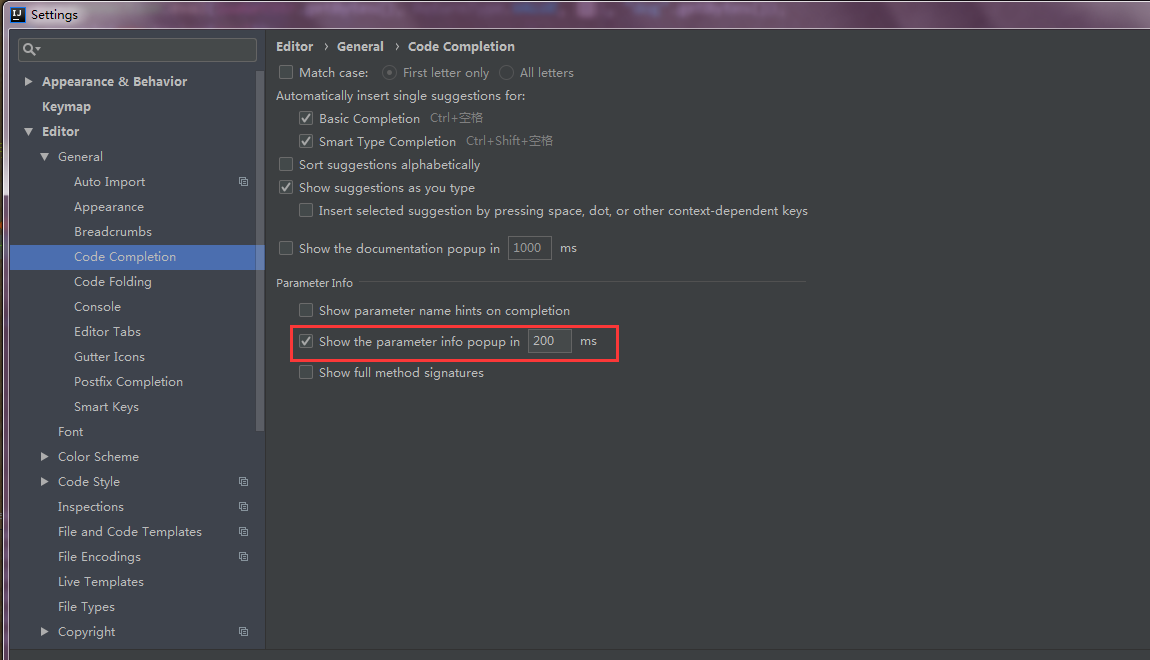 Settings
Appearance & Behavior
Keymap
Editor
General
Auto Import
Appearance
Breadcrumbs
Code Completion
Code Folding
Console
Editor Tabs
Gutter Icons
Postfix Completion
Smart Keys
Font
Color Scheme
Code Style
Inspections
File and Code Templates
File Encodings
Live Templates
File Types
Copyright
Editor › General › Code Completion
Match case: First letter only All letters
Automatically insert single suggestions for:
Basic Completion Ctrl+空格
Smart Type Completion Ctrl+Shift+空格
Sort suggestions alphabetically
Show suggestions as you type
Insert selected suggestion by pressing space, dot, or other context-dependent keys
Show the documentation popup in 1000 ms
Parameter Info
Show parameter name hints on completion
Show the parameter info popup in 200 ms
Show full method signatures